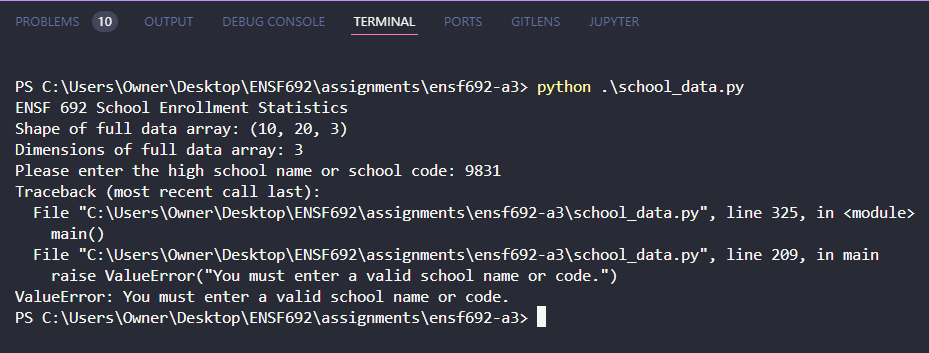 PROBLEMS 10 OUTPUT DEBUG CONSOLE TERMINAL PORTS GITLENS JUPYTER
PS C:\Users\Owner\Desktop\ENSF692\assignments\ensf692-a3> python .\school_data.py
ENSF 692 School Enrollment Statistics
Shape of full data array: (10, 20, 3)
Dimensions of full data array: 3
Please enter the high school name or school code: 9831
Traceback (most recent call last):
  File "C:\Users\Owner\Desktop\ENSF692\assignments\ensf692-a3\school_data.py", line 325, in <module>
    main()
  File "C:\Users\Owner\Desktop\ENSF692\assignments\ensf692-a3\school_data.py", line 209, in main
    raise ValueError("You must enter a valid school name or code.")
ValueError: You must enter a valid school name or code.
PS C:\Users\Owner\Desktop\ENSF692\assignments\ensf692-a3>